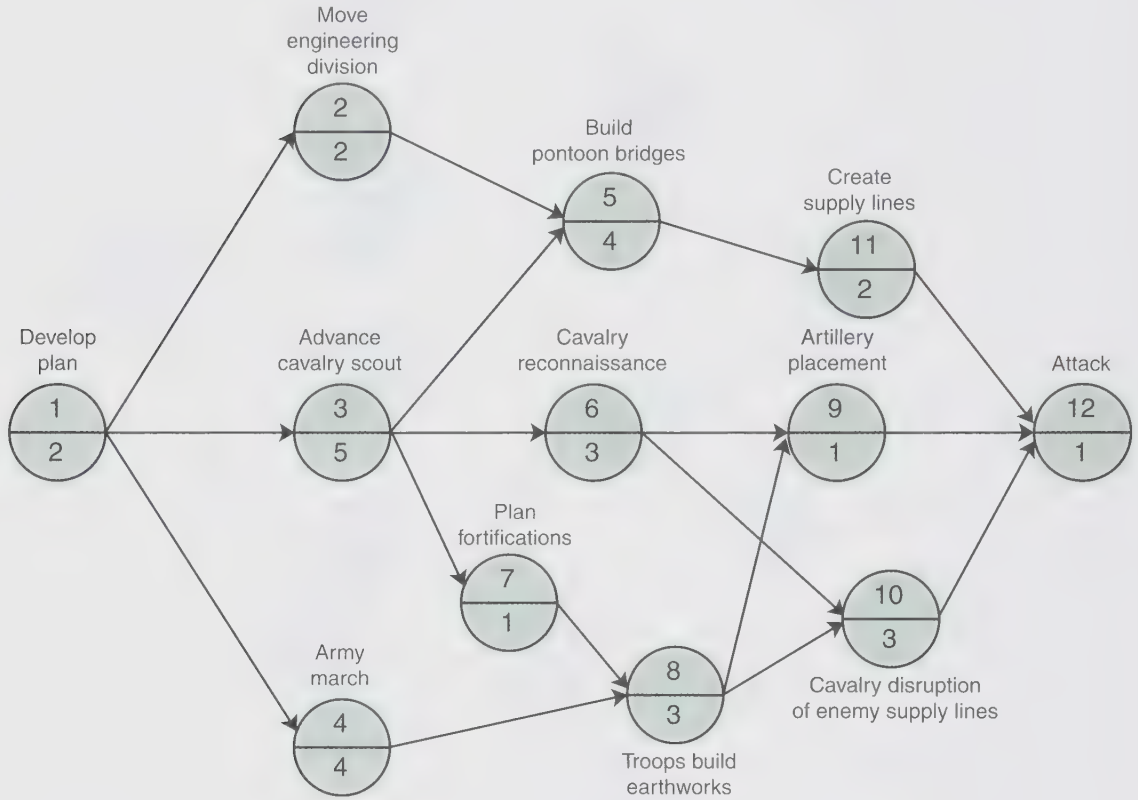 Move
engineering
division
2
2
Build
pontoon bridges
5
4
Create
supply lines
11
2
Develop
plan
1
2
Advance
cavalry scout
3
5
Cavalry
reconnaissance
6
3
Artillery
placement
9
1
Attack
12
1
Plan
fortifications
7
1
Army
march
4
4
8
3
Troops build
earthworks
10
3
Cavalry disruption
of enemy supply lines